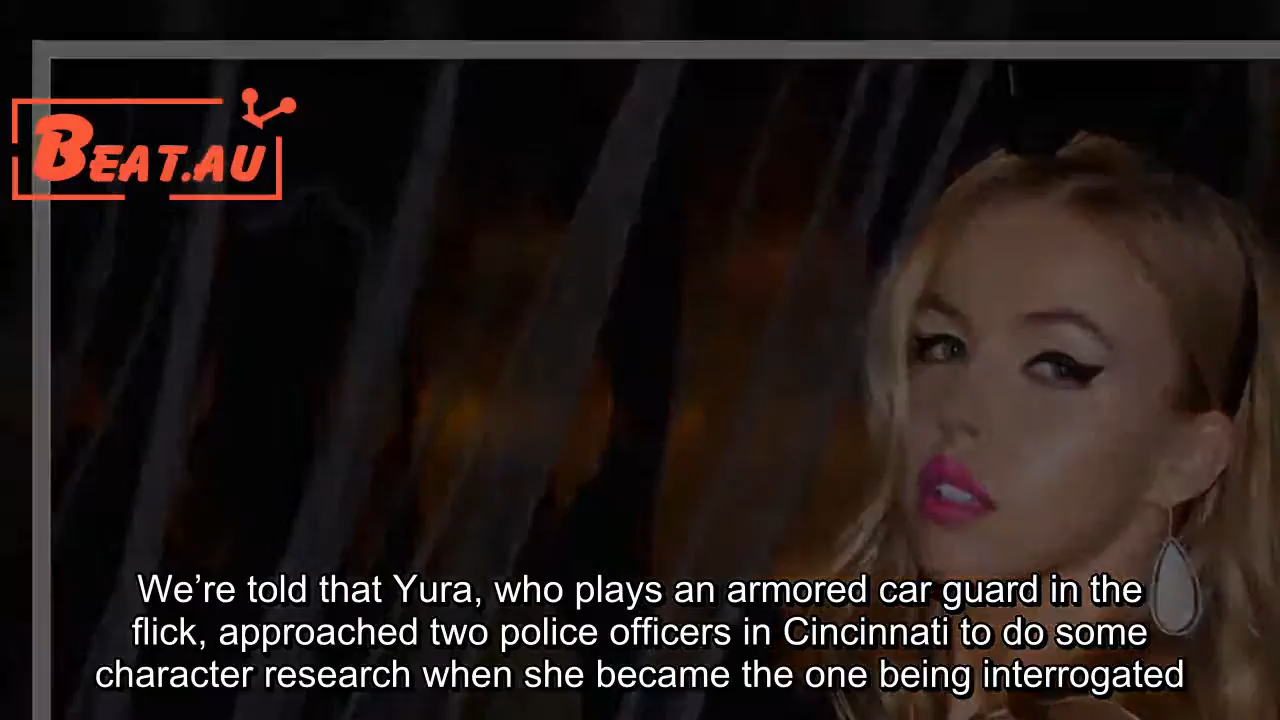 BEAT.AU
We’re told that Yura, who plays an armored car guard in the
flick, approached two police officers in Cincinnati to do some
character research when she became the one being interrogated